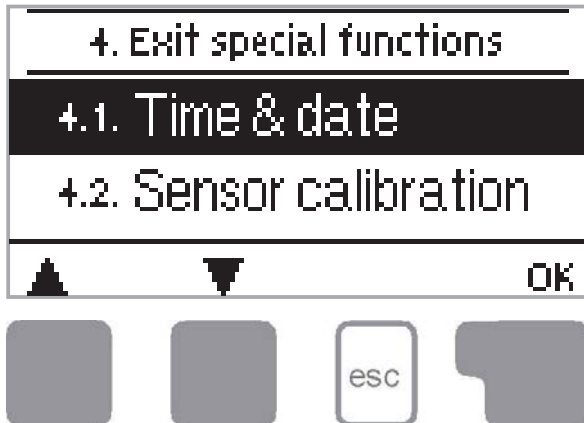 4. Exit special functions
4.1. Time & date
4.2. Sensor calibration
OK
esc